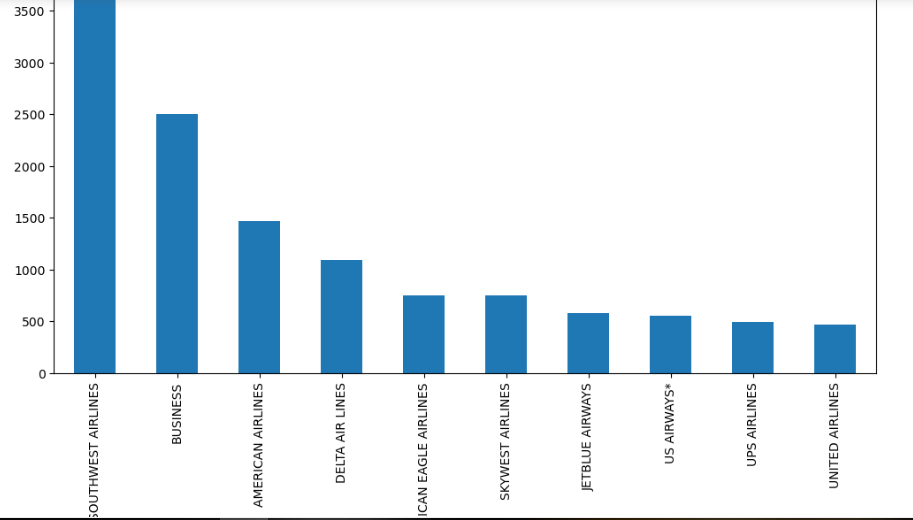 3500
3000
2500
2000
1500
1000
500
0
SOUTHWEST AIRLINES
BUSINESS
AMERICAN AIRLINES
DELTA AIR LINES
ICAN EAGLE AIRLINES
SKYWEST AIRLINES
JETBLUE AIRWAYS
US AIRWAYS*
UPS AIRLINES
UNITED AIRLINES